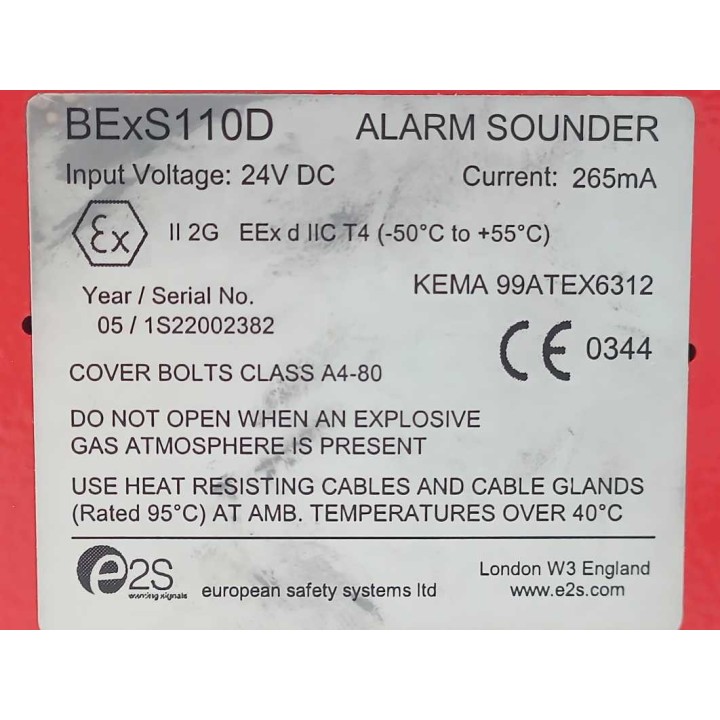 BExS110D ALARM SOUNDER
Input Voltage: 24V DC Current: 265mA
Ex II 2G EEx d IIC T4 (-50°C to +55°C)
KEMA 99ATEX6312
Year / Serial No.
05 / 1S22002382
CE 0344
COVER BOLTS CLASS A4-80
DO NOT OPEN WHEN AN EXPLOSIVE
GAS ATMOSPHERE IS PRESENT
USE HEAT RESISTING CABLES AND CABLE GLANDS
(Rated 95°C) AT AMB. TEMPERATURES OVER 40°C
e2S
warning signals
european safety systems ltd
London W3 England
www.e2s.com